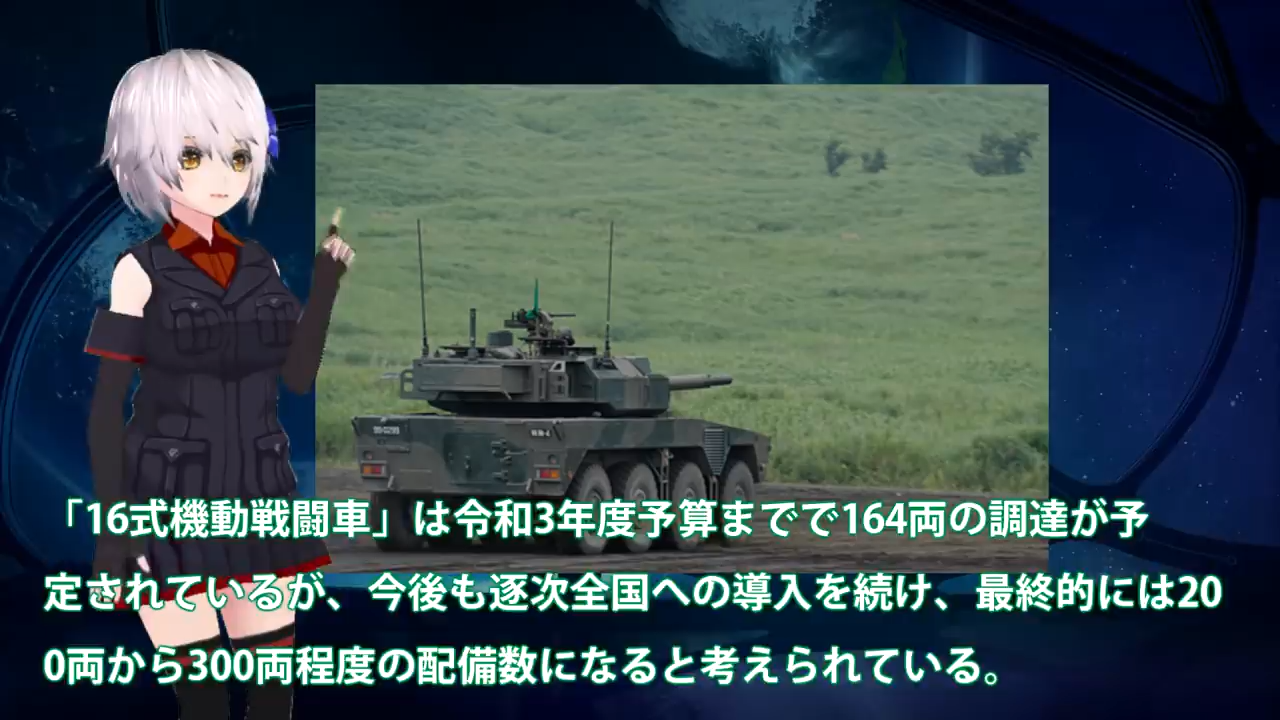 「16式機動戦闘車」は令和3年度予算までで164両の調達が予
定されているが、今後も逐次全国への導入を続け、最終的には20
0両から300両程度の配備数になると考えられている。